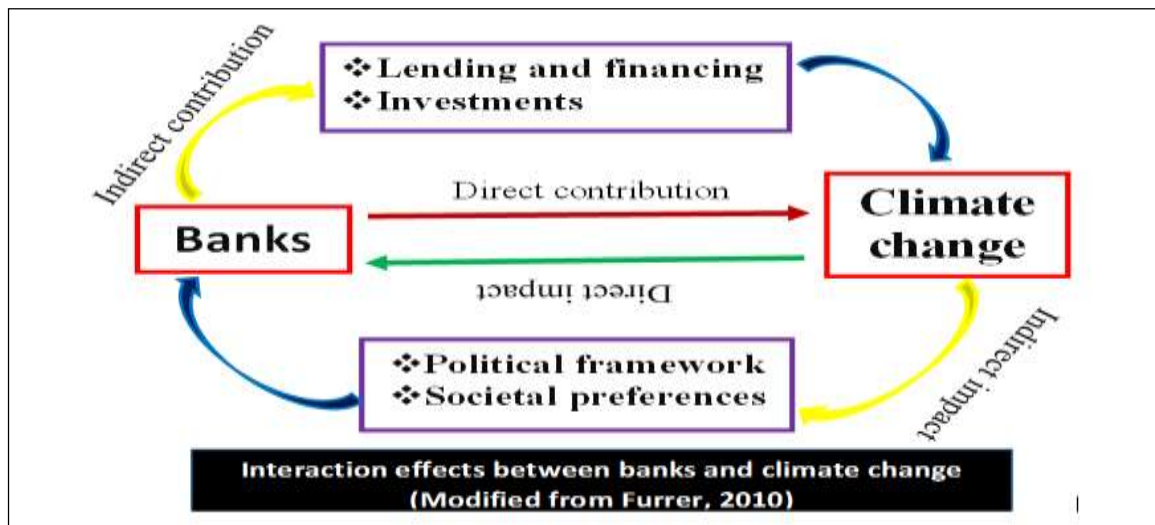 Indirect contribution
❖Lending and financing
❖Investments
Direct contribution
Banks
Climate
change
Direct impact
❖Political framework
❖Societal preferences
Indirect impact
Interaction effects between banks and climate change
(Modified from Furrer, 2010)